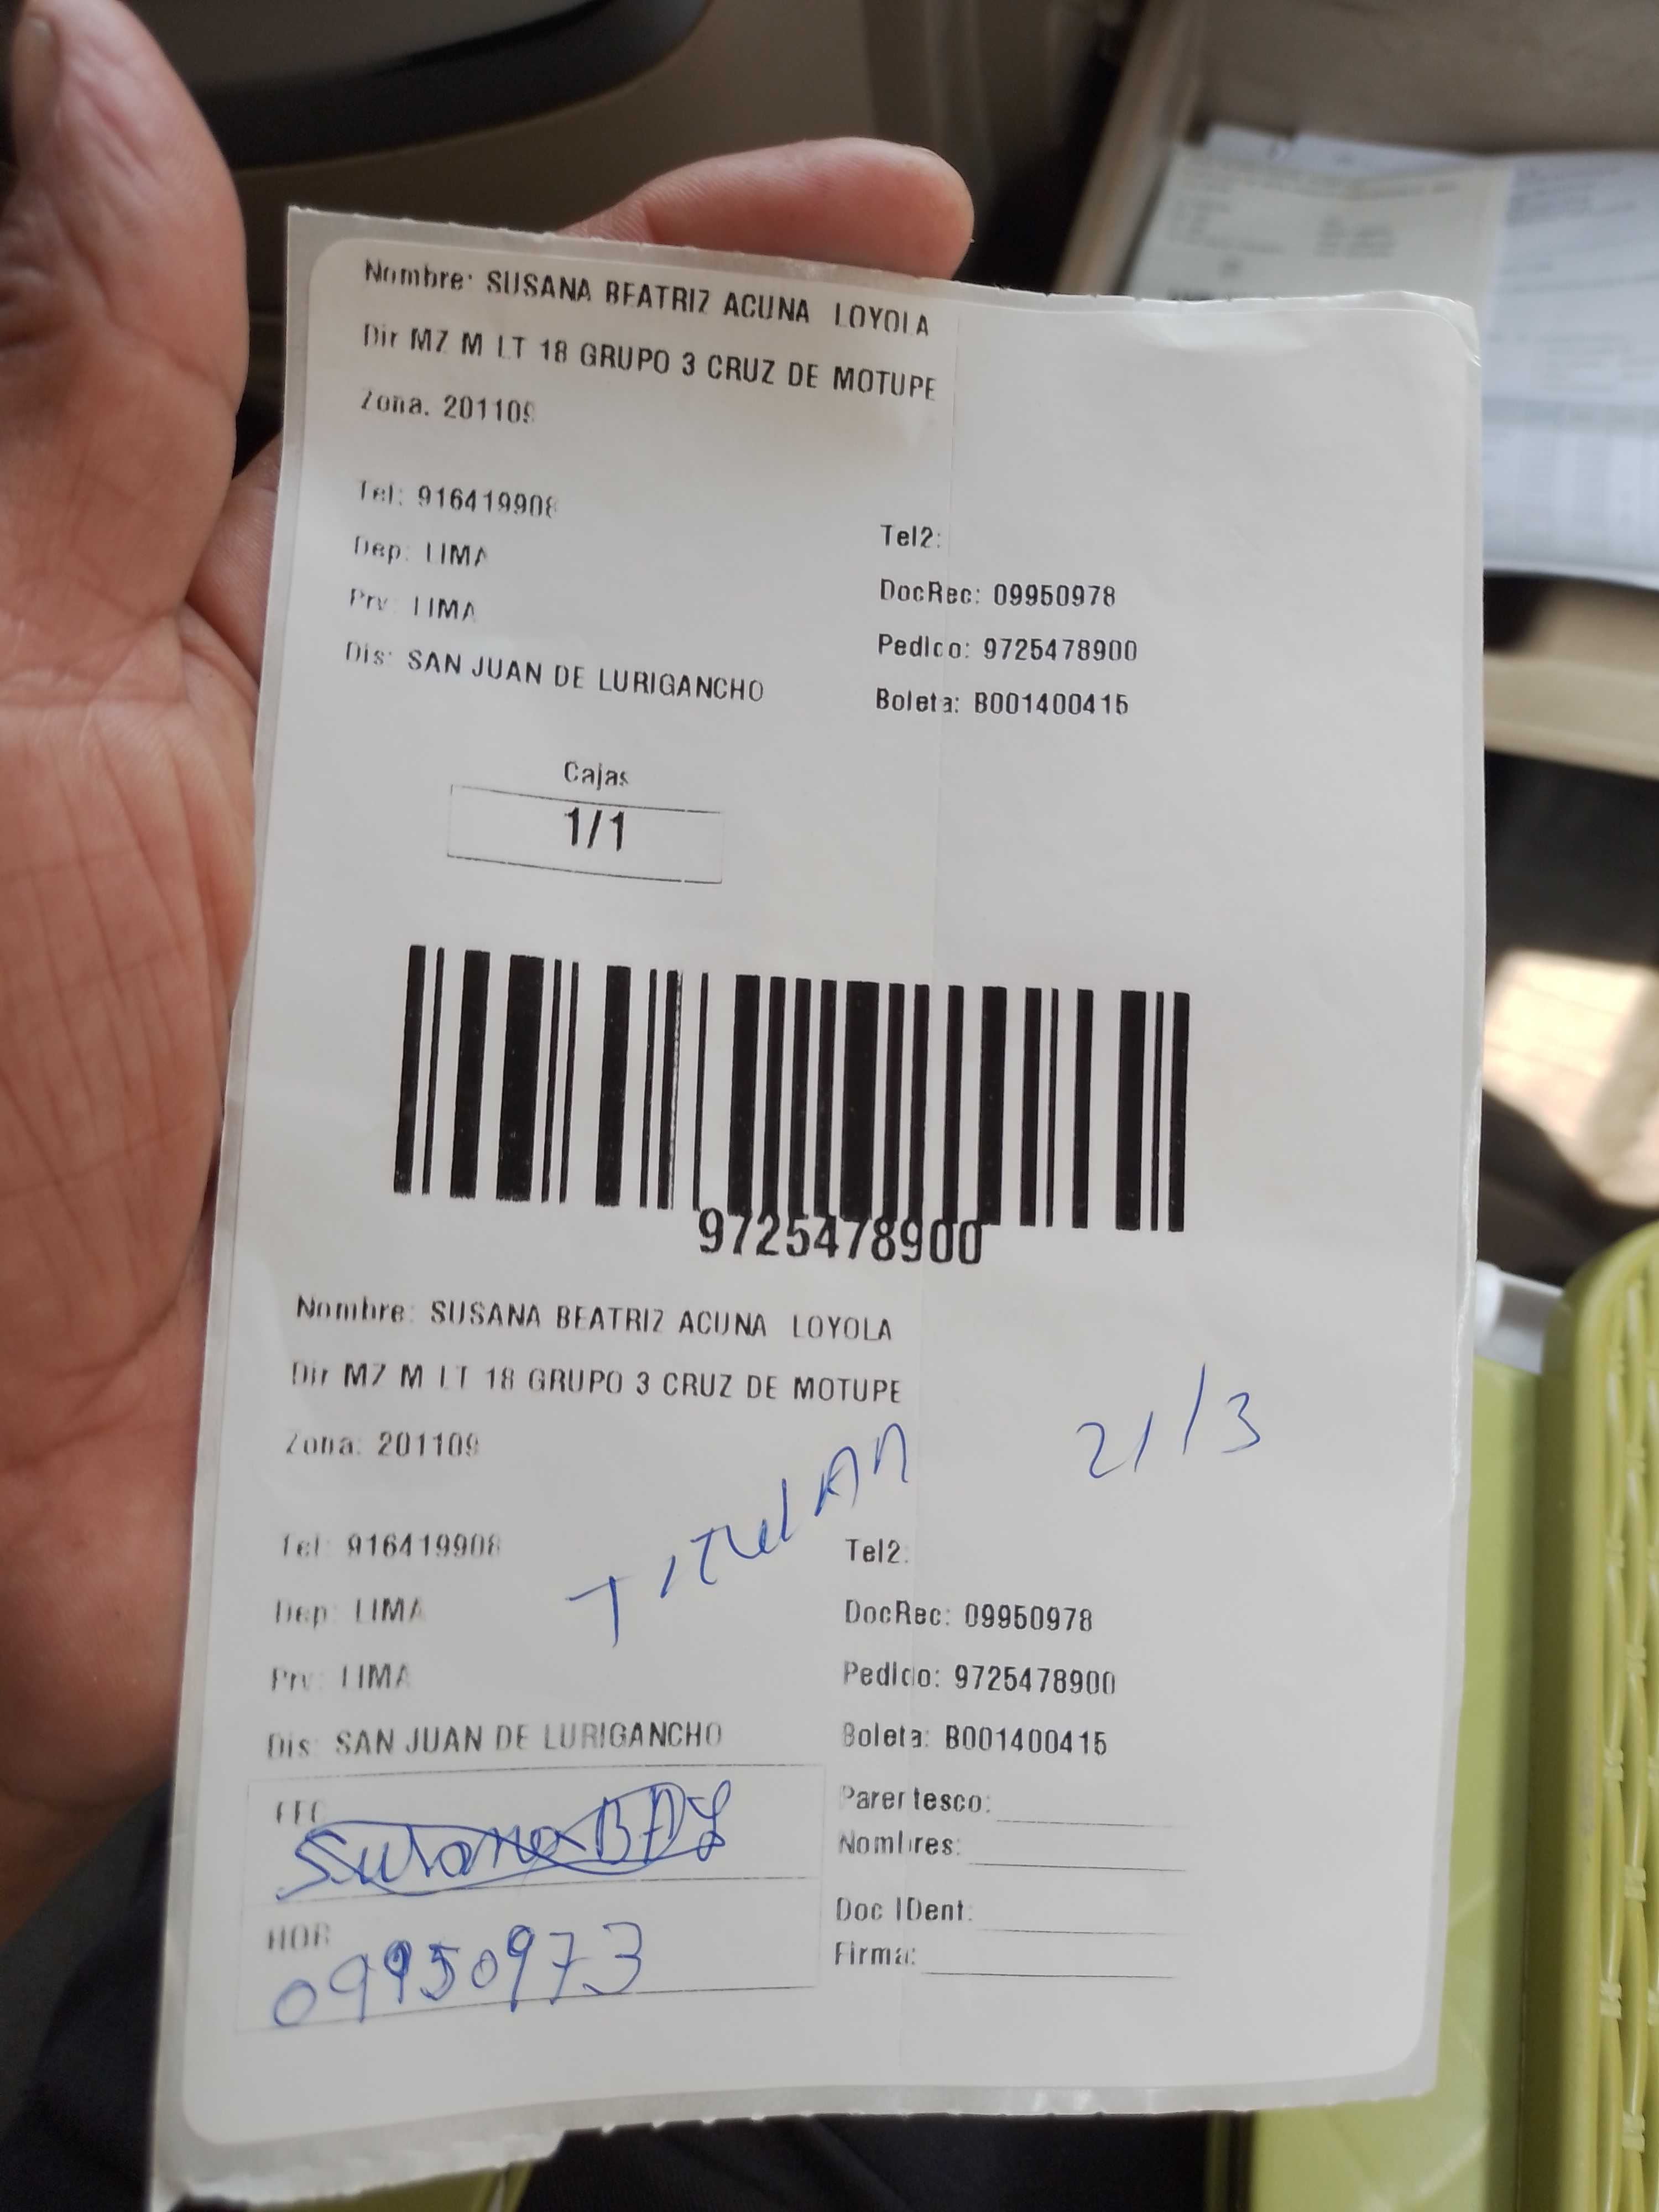 Nombre: SUSANA BEATRIZ ACUNA LOYOLA
Dir MZ M LT 18 GRUPO 3 CRUZ DE MOTUPE
Zona. 201109
Tel: 916419908
Tel2:
Dep: LIMA
DocRec: 09950978
Prv: LIMA
Pedido: 9725478900
Dis: SAN JUAN DE LURIGANCHO
Boleta: B001400415
Cajas
1/1
9725478900
Nombre: SUSANA BEATRIZ ACUNA LOYOLA
Dir MZ M LT 18 GRUPO 3 CRUZ DE MOTUPE
Zona: 201109
21/3
TITULAR
Tel: 916419908
Tel2:
Dep: LIMA
DocRec: 09950978
Prv: LIMA
Pedido: 9725478900
Dis: SAN JUAN DE LURIGANCHO
Boleta: B001400415
FEC
Susana BAL
Parentesco:
Nombres:
HOR
09950973
Doc IDent:
Firma: